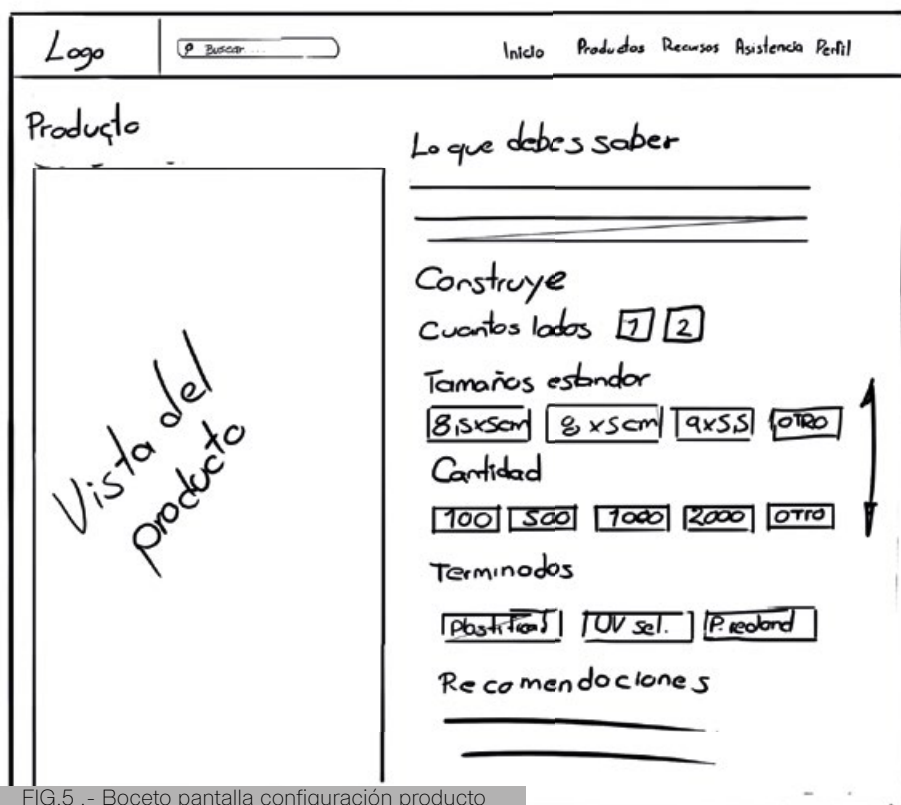 Logo
Buscar...
Inicio Productos Recursos Asistencia Perfil
Producto
Vista del
producto
Lo que debes saber
Construye
Cuantos lados 1 2
Tamaños estandar
8,5x5cm 8x5cm 9x5,5 OTRO
Cantidad
100 500 1000 2000 OTRO
Terminados
Plastificad UV sel. P. redond
Recomendaciones
FIG.5 .- Boceto pantalla configuración producto